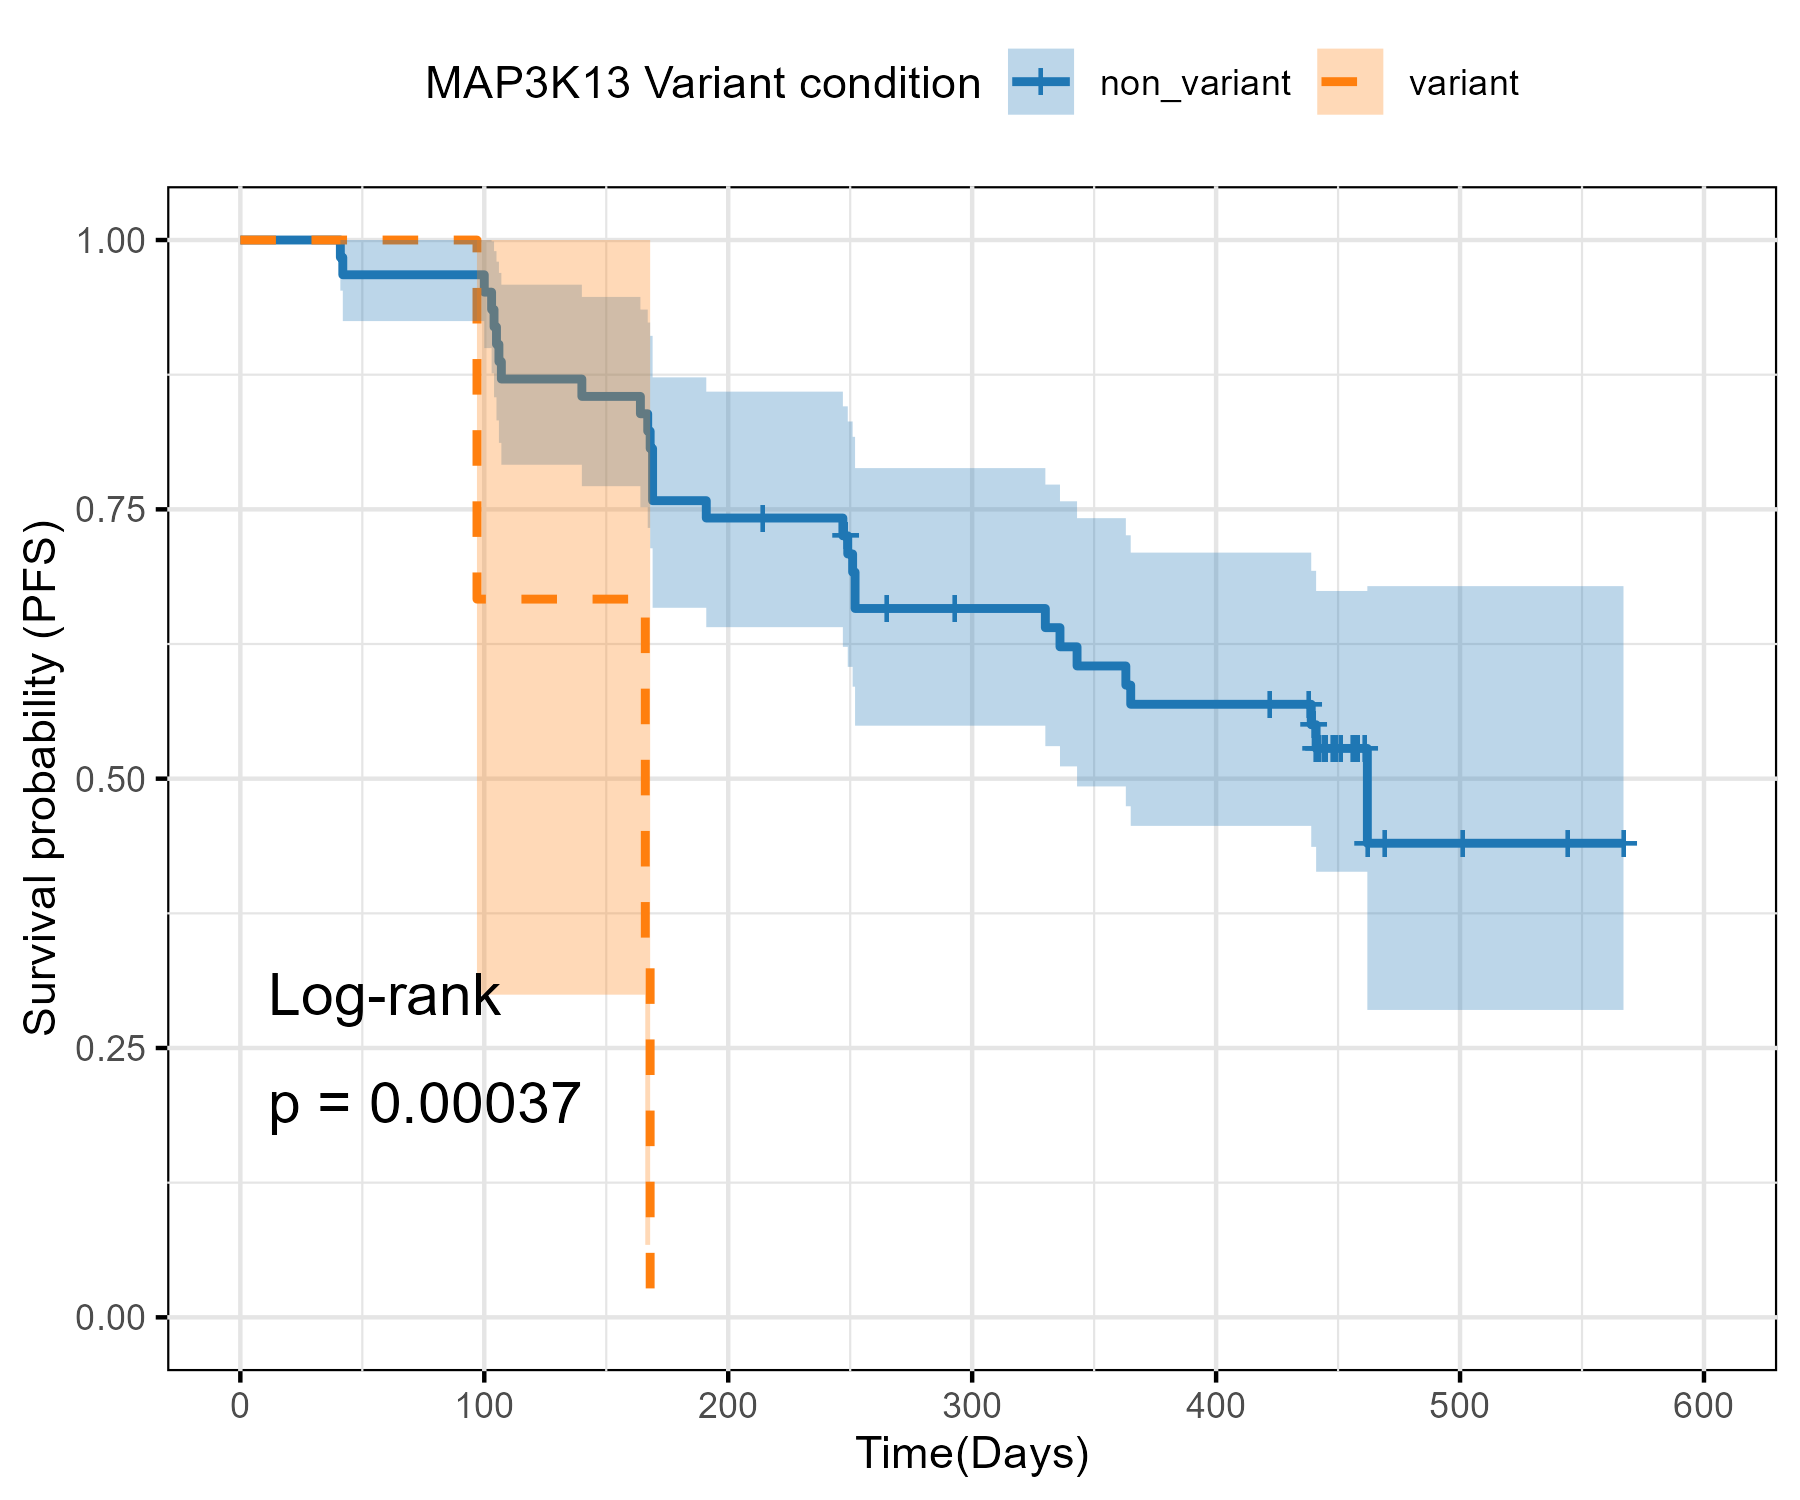 MAP3K13 Variant condition non_variant variant
1.00
0.75
0.50
0.25
0.00
Survival probability (PFS)
Log-rank
p = 0.00037
0 100 200 300 400 500 600
Time(Days)